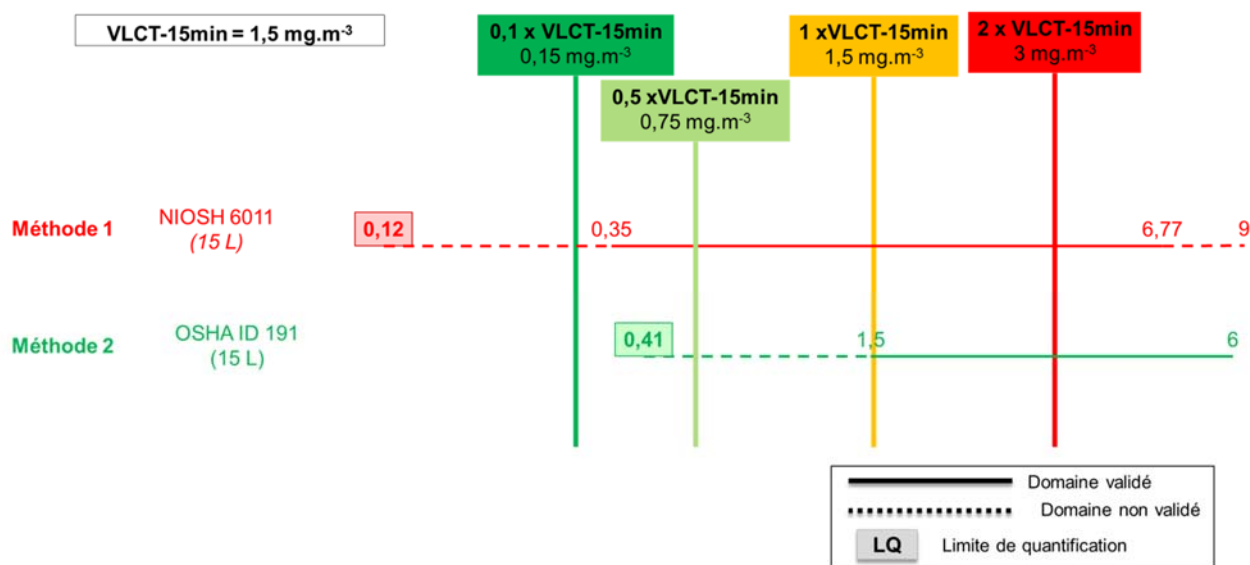 VLCT-15min = 1,5 mg.m-3
0,1 x VLCT-15min
0,15 mg.m-3
0,5 xVLCT-15min
0,75 mg.m-3
1 xVLCT-15min
1,5 mg.m-3
2 x VLCT-15min
3 mg.m-3
Méthode 1
NIOSH 6011
(15 L)
0,12
0,35
6,77
9
Méthode 2
OSHA ID 191
(15 L)
0,41
1,5
6
Domaine validé
Domaine non validé
LQ Limite de quantification